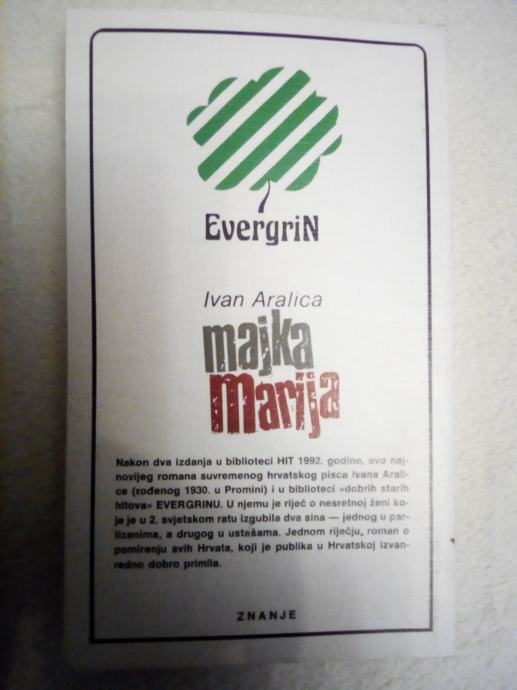 EvergriN
Ivan Aralica
majka
Marija
Nakon dva izdanja u biblioteci HIT 1992. godine, evo naj-
novijeg romana suvremenog hrvatskog pisca Ivana Arali-
ce (rođenog 1930. u Promini) i u biblioteci »dobrih starih
hitova« EVERGRINU. U njemu je riječ o nesretnoj ženi ko-
ja je u 2. svjetskom ratu izgubila dva sina — jednog u par-
tizanima, a drugog u ustašama. Jednom riječju, roman o
pomirenju svih Hrvata, koji je publika u Hrvatskoj izvan-
redno dobro primila.
ZNANJE